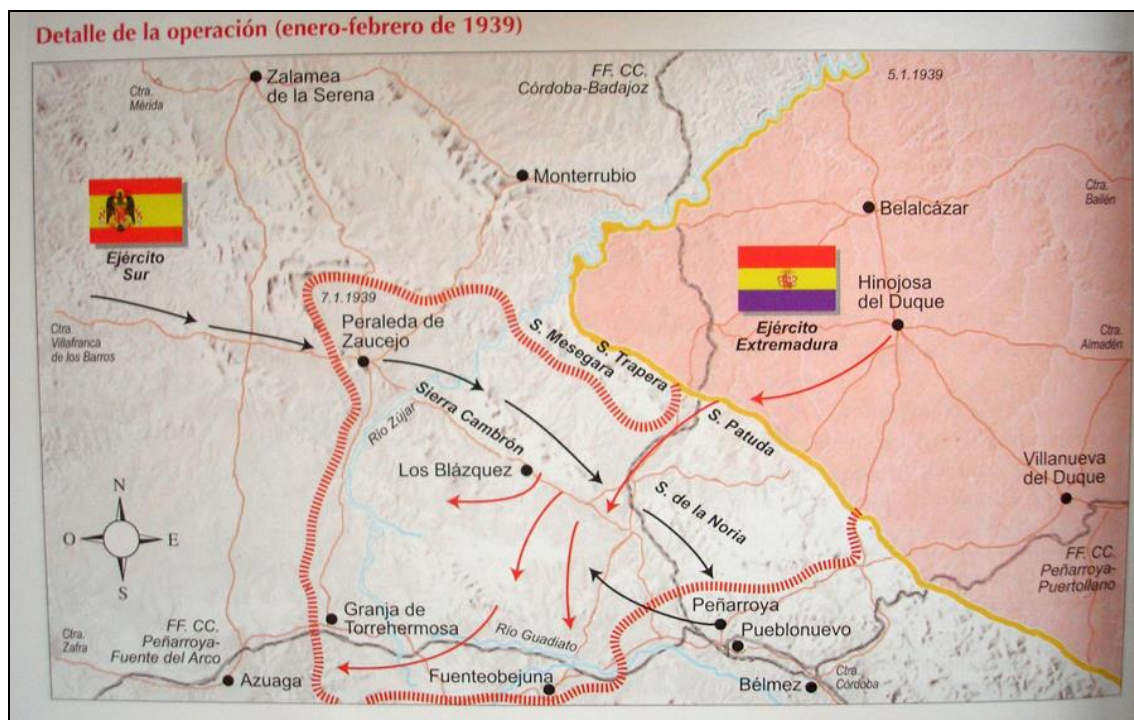 Detalle de la operación (enero-febrero de 1939)
Zalamea
de la Serena
Ctra.
Mérida
FF. CC.
Córdoba-Badajoz
5.1.1939
Monterrubio
Ctra.
Bailén
Belalcázar
Ejército
Sur
7.1.1939
Peraleda de
Zaucejo
Ctra.
Villafranca
de los Barros
Hinojosa
del Duque
Ejército
Extremadura
Ctra.
Almadén
S. Mesegara
S. Trapera
S. Patuda
Río Zújar
Sierra Cambrón
Los Blázquez
Villanueva
del Duque
S. de la Noria
N
O
E
S
FF. CC.
Peñarroya-
Puertollano
Granja de
Torrehermosa
Peñarroya
Pueblonuevo
FF. CC.
Peñarroya-
Fuente del Arco
Ctra.
Zafra
Río Guadiato
Azuaga
Fuenteobejuna
Bélmez
Ctra.
Córdoba